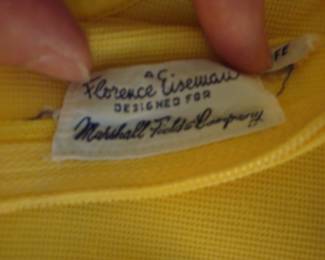 A C
Florence Eiseman
DESIGNED FOR
Marshall Field & Company